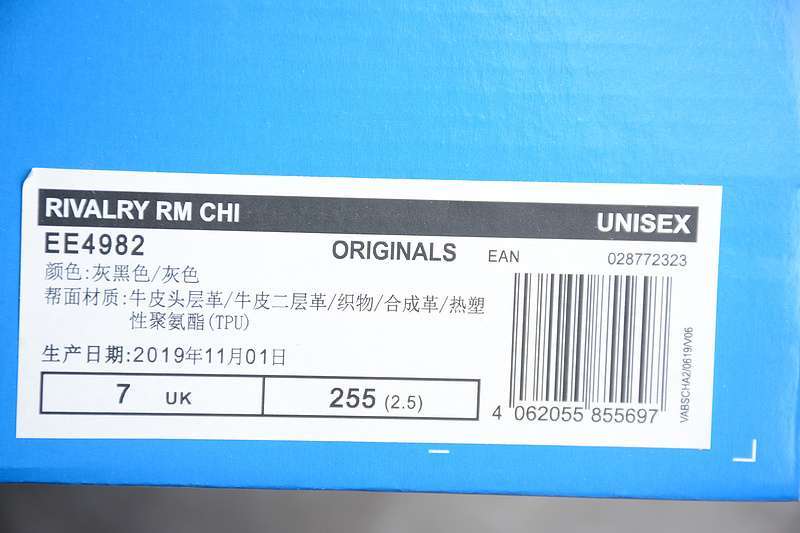 RIVALRY RM CHI
UNISEX
EE4982
ORIGINALS
EAN
028772323
颜色:灰黑色/灰色
帮面材质:牛皮头层革/牛皮二层革/织物/合成革/热塑
性聚氨酯(TPU)
生产日期:2019年11月01日
7 UK
255 (2.5)
4 062055 855697
VABSCHA2/0619/V06